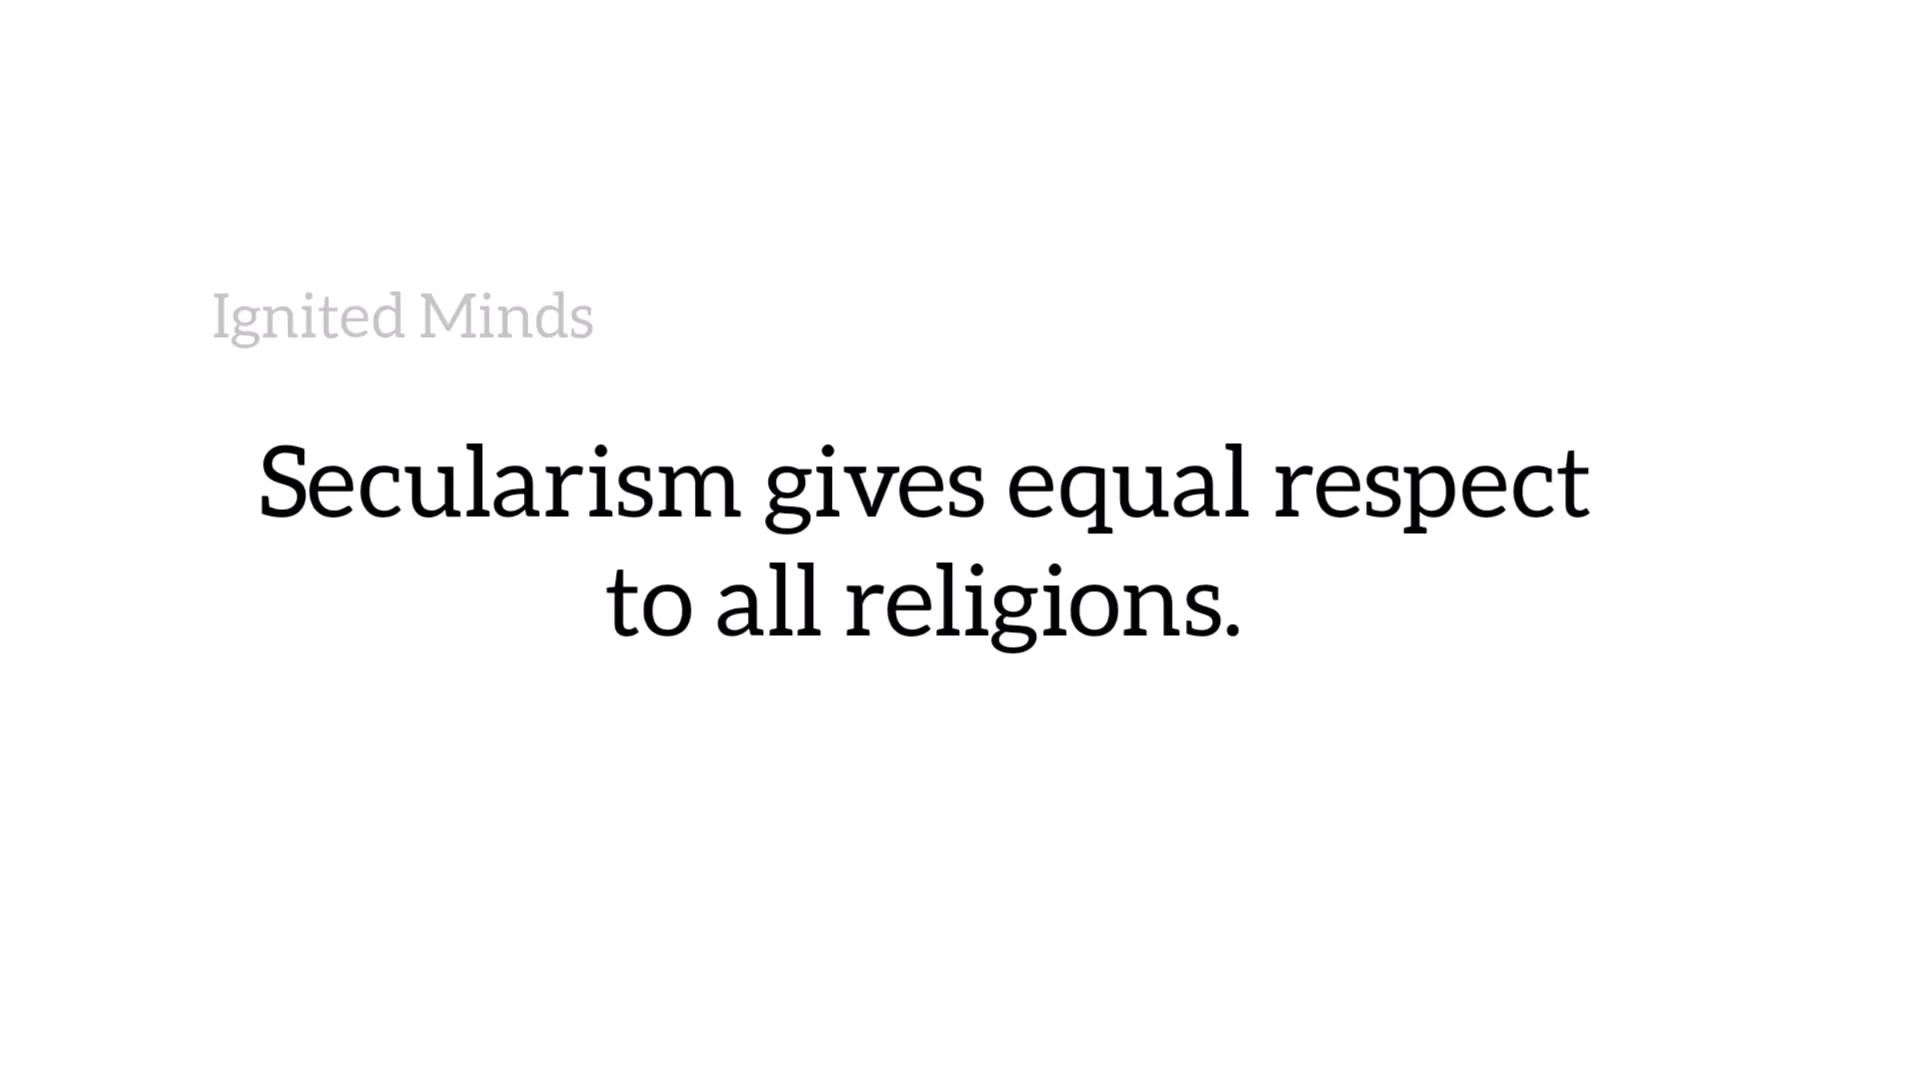 Ignited Minds
Secularism gives equal respect
to all religions.